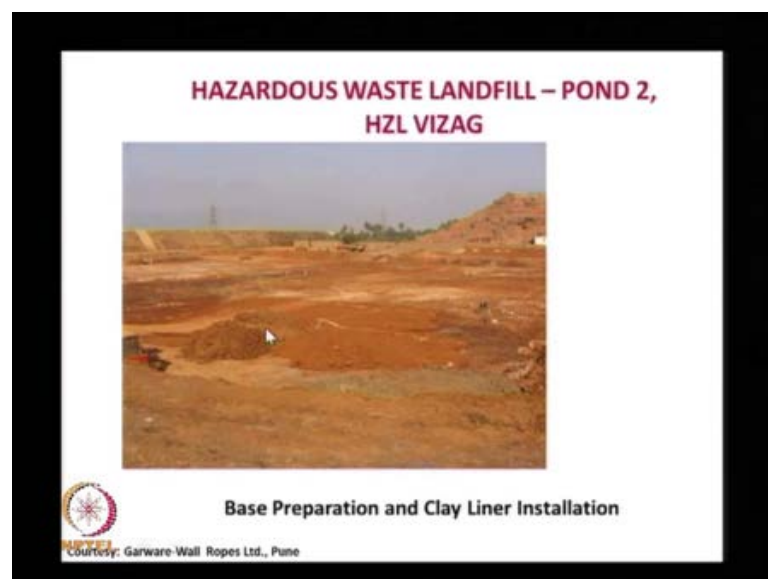 HAZARDOUS WASTE LANDFILL – POND 2,
HZL VIZAG
Base Preparation and Clay Liner Installation
NPTEL
Courtesy: Garware-Wall Ropes Ltd., Pune